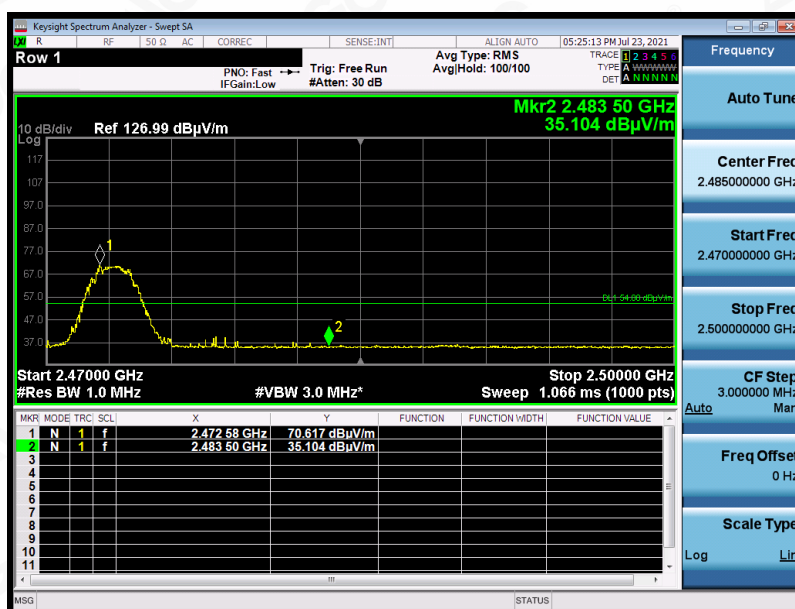 Keysight Spectrum Analyzer - Swept SA
LXI R RF 50 Ω AC CORREC SENSE:INT ALIGN AUTO 05:25:13 PM Jul 23, 2021
Row 1
PNO: Fast
IFGain:Low
Trig: Free Run
#Atten: 30 dB
Avg Type: RMS
Avg|Hold: 100/100
TRACE 1 2 3 4 5 6
TYPE A WWWWW
DET A N N N N N
Mkr2 2.483 50 GHz
35.104 dBµV/m
10 dB/div Ref 126.99 dBµV/m
Log
117
107
97.0
87.0
77.0
67.0
57.0
47.0
37.0
1
2
DL1 54.00 dBµV/m
Start 2.47000 GHz Stop 2.50000 GHz
#Res BW 1.0 MHz #VBW 3.0 MHz* Sweep 1.066 ms (1000 pts)
MKR MODE TRC SCL X Y FUNCTION FUNCTION WIDTH FUNCTION VALUE
1 N 1 f 2.472 58 GHz 70.617 dBµV/m
2 N 1 f 2.483 50 GHz 35.104 dBµV/m
3
4
5
6
7
8
9
10
11
MSG STATUS
Frequency
Auto Tune
Center Freq
2.485000000 GHz
Start Freq
2.470000000 GHz
Stop Freq
2.500000000 GHz
CF Step
3.000000 MHz
Auto Man
Freq Offset
0 Hz
Scale Type
Log Lin